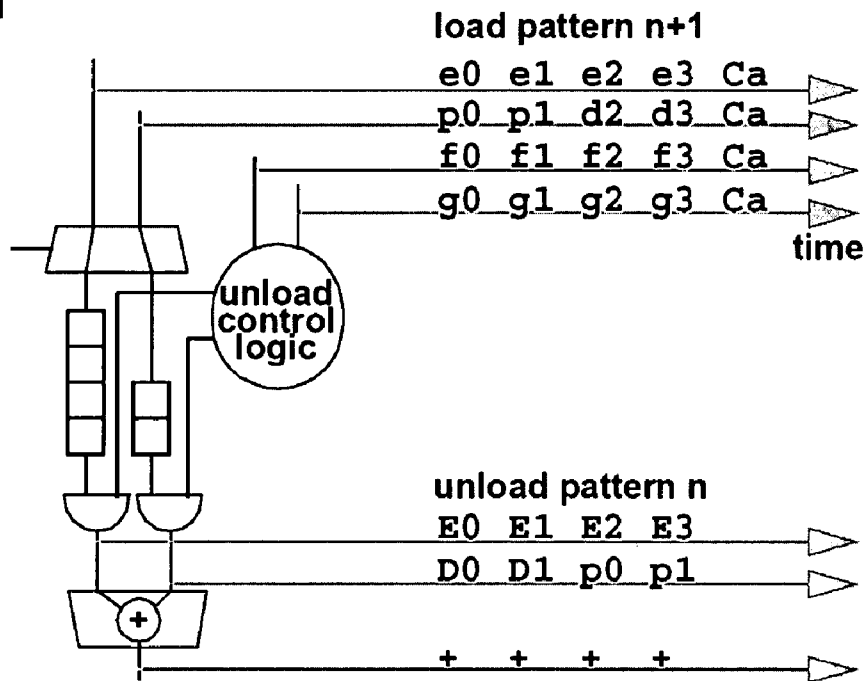 load pattern n+1
e0 e1 e2 e3 Ca
p0 p1 d2 d3 Ca
f0 f1 f2 f3 Ca
g0 g1 g2 g3 Ca
time
unload
control
logic
unload pattern n
E0 E1 E2 E3
D0 D1 p0 p1
+
+ + + +